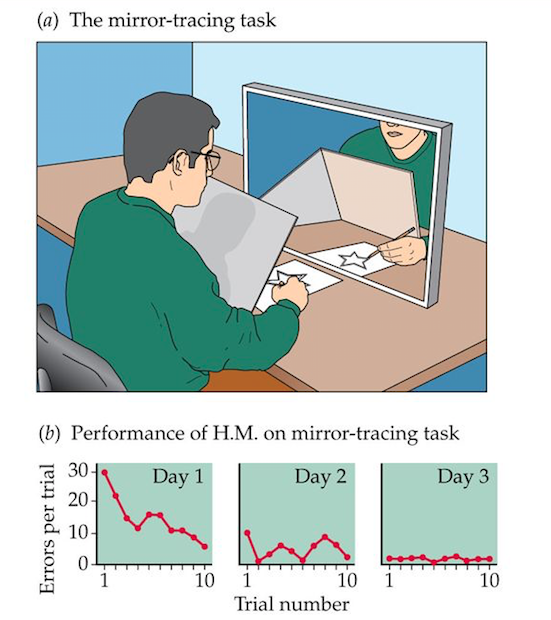 (a) The mirror-tracing task
(b) Performance of H.M. on mirror-tracing task
Errors per trial
30
20
10
0
Day 1
1
10
Day 2
1
10
Day 3
1
10
Trial number